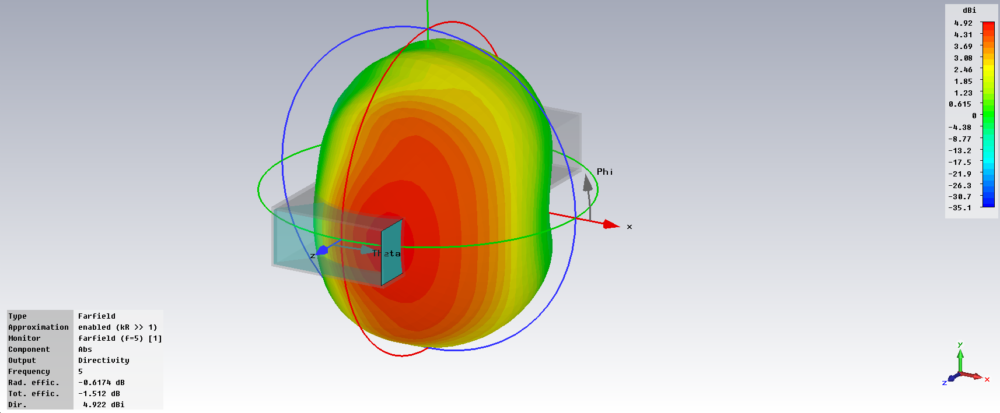 dBi
4.92
4.31
3.69
3.08
2.46
1.85
1.23
0.615
0
-4.38
-8.77
-13.2
-17.5
-21.9
-26.3
-30.7
-35.1
Phi
x
z
Theta
Type Farfield
Approximation enabled (kR >> 1)
Monitor farfield (f=5) [1]
Component Abs
Output Directivity
Frequency 5
Rad. effic. -0.6174 dB
Tot. effic. -1.512 dB
Dir. 4.922 dBi
y
z
x